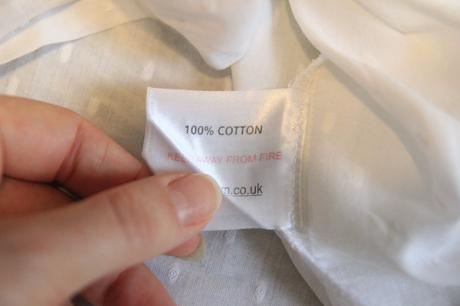 100% COTTON
KEEP AWAY FROM FIRE
.co.uk